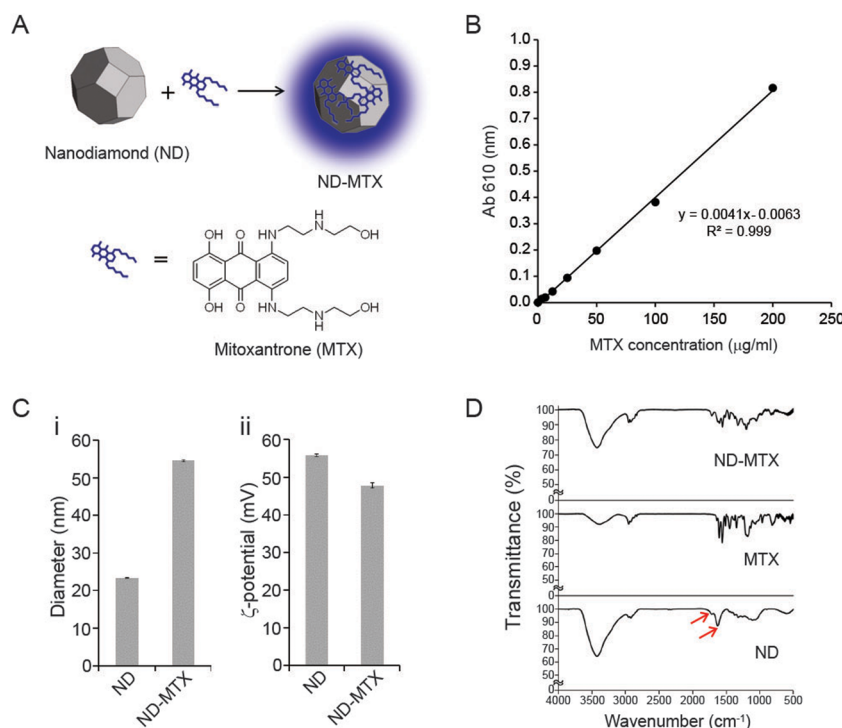 A
Nanodiamond (ND)
+
ND-MTX
=
OH O HN
H
N
OH
OH O HN
N
H
OH
Mitoxantrone (MTX)
B
Ab 610 (nm)
1.0
0.9
0.8
0.7
0.6
0.5
0.4
0.3
0.2
0.1
0.0
y = 0.0041x - 0.0063
R² = 0.999
0 50 100 150 200 250
MTX concentration (μg/ml)
C
i
Diameter (nm)
60
50
40
30
20
10
0
ND ND-MTX
ii
ζ-potential (mV)
60
50
40
30
20
10
0
ND ND-MTX
D
Transmittance (%)
100
90
80
70
60
50
0
ND-MTX
100
90
80
70
60
50
0
MTX
100
90
80
70
60
50
0
ND
4000 3500 3000 2500 2000 1500 1000 500
Wavenumber (cm⁻¹)